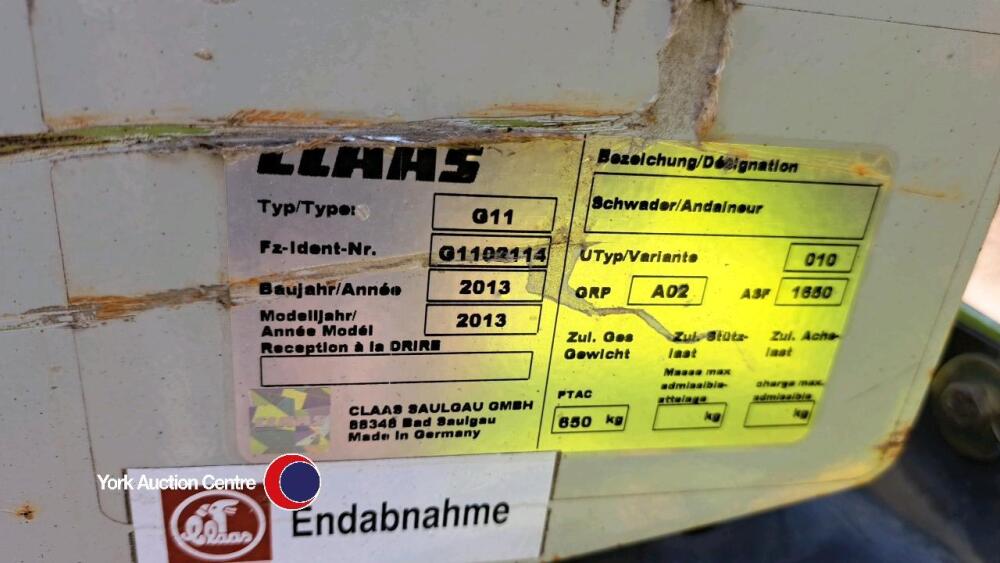 CLAAS
Typ/Type: G11
Fz-Ident-Nr. G1102114
Baujahr/Année 2013
Modelljahr/
Année Modél 2013
Reception à la DRIRE
CLAAS SAULGAU GMBH
88348 Bad Saulgau
Made in Germany
Bezeichung/Désignation
Schwader/Andaineur
UTyp/Variante 010
GRP A02 ASF 1650
Zul. Ges Gewicht
Zul. Stütz-last
Zul. Achs-last
PTAC
Masse max admissible-attelage
charge max. admissible
650 kg
kg
kg
York Auction Centre
Claas
Endabnahme